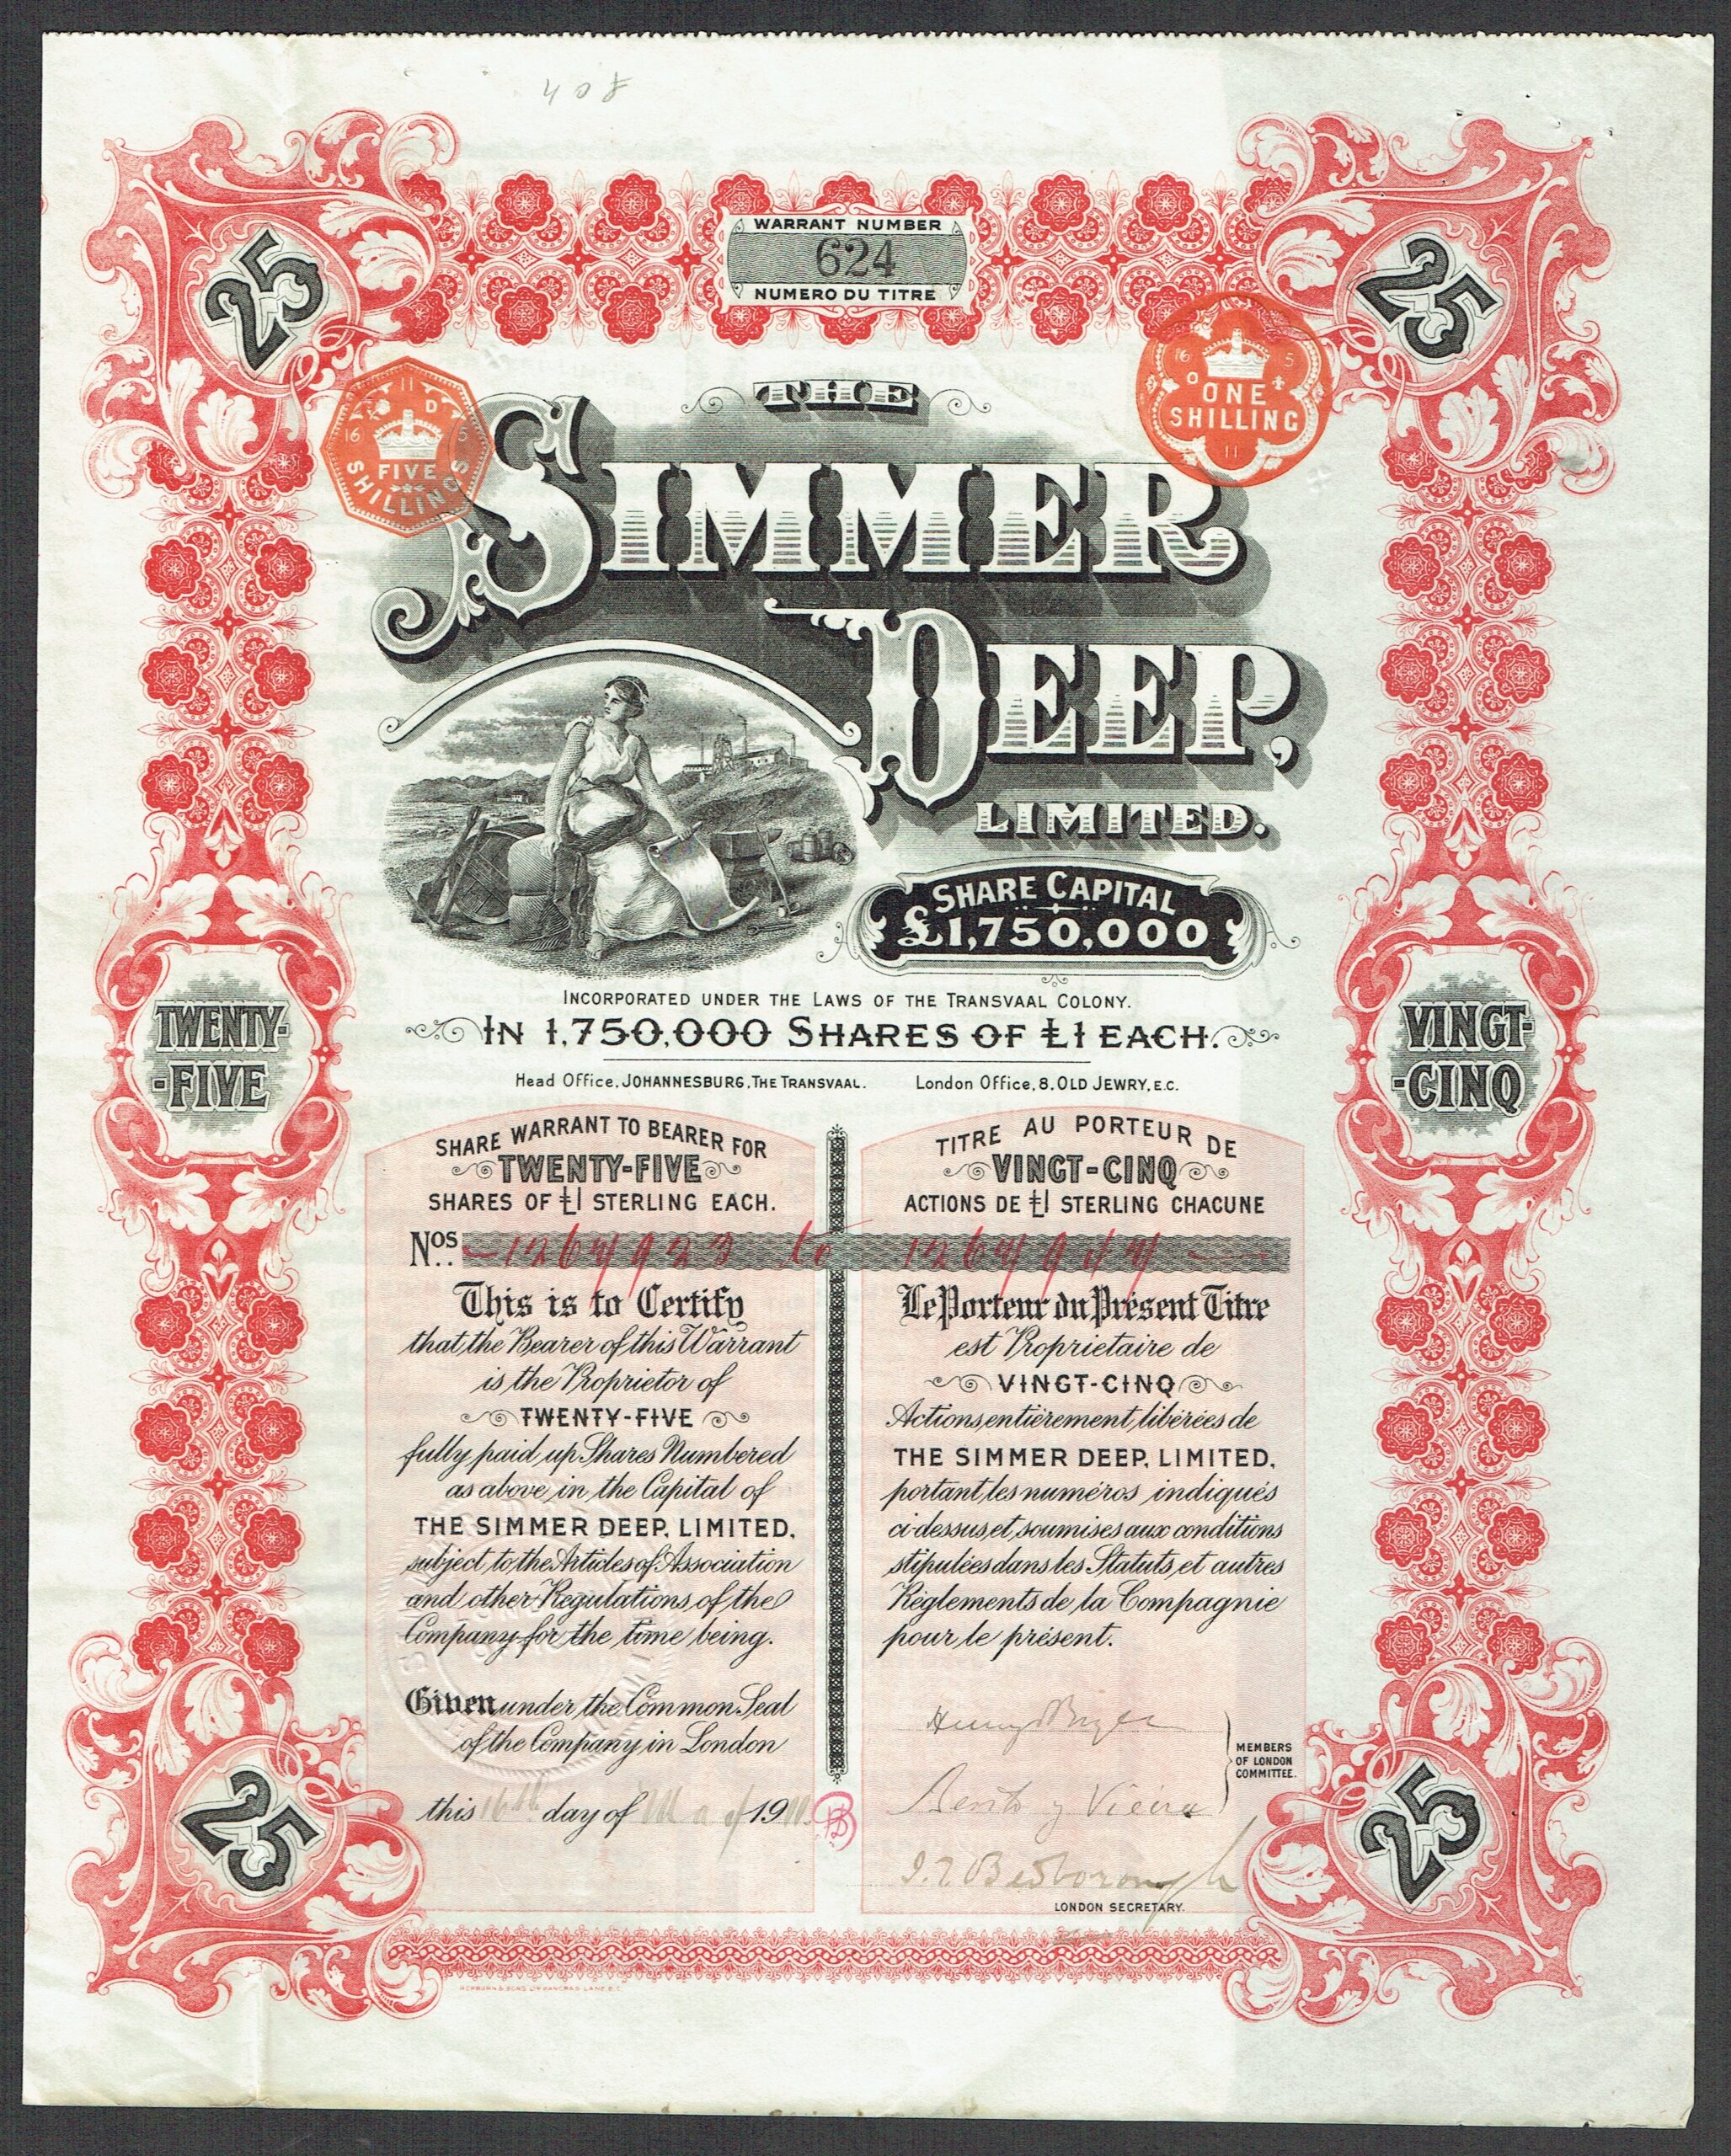 408
WARRANT NUMBER
624
NUMERO DU TITRE
25
25
16 11 D 5
FIVE
SHILLINGS
16 5
ONE
SHILLING
11
THE
SIMMER
DEEP,
LIMITED.
SHARE CAPITAL
£1,750,000
INCORPORATED UNDER THE LAWS OF THE TRANSVAAL COLONY.
IN 1,750,000 SHARES OF £1 EACH.
Head Office, JOHANNESBURG, THE TRANSVAAL. London Office, 8, OLD JEWRY, E.C.
TWENTY-
-FIVE
VINGT-
-CINQ
SHARE WARRANT TO BEARER FOR
TWENTY-FIVE
SHARES OF £1 STERLING EACH.
TITRE AU PORTEUR DE
VINGT-CINQ
ACTIONS DE £1 STERLING CHACUNE
Nos. to
This is to Certify
that the Bearer of this Warrant
is the Proprietor of
TWENTY-FIVE
fully paid up Shares Numbered
as above in the Capital of
THE SIMMER DEEP, LIMITED,
subject to the Articles of Association
and other Regulations of the
Company for the time being.
Given under the Common Seal
of the Company in London
this 16th day of 19
Le Porteur du Présent Titre
est Proprietaire de
VINGT-CINQ
Actions entièrement libérées de
THE SIMMER DEEP, LIMITED,
portant les numéros indiqués
ci-dessus, et soumises aux conditions
stipulées dans les Statuts et autres
Règlements de la Compagnie
pour le présent.
MEMBERS
OF LONDON
COMMITTEE.
LONDON SECRETARY.
25
25